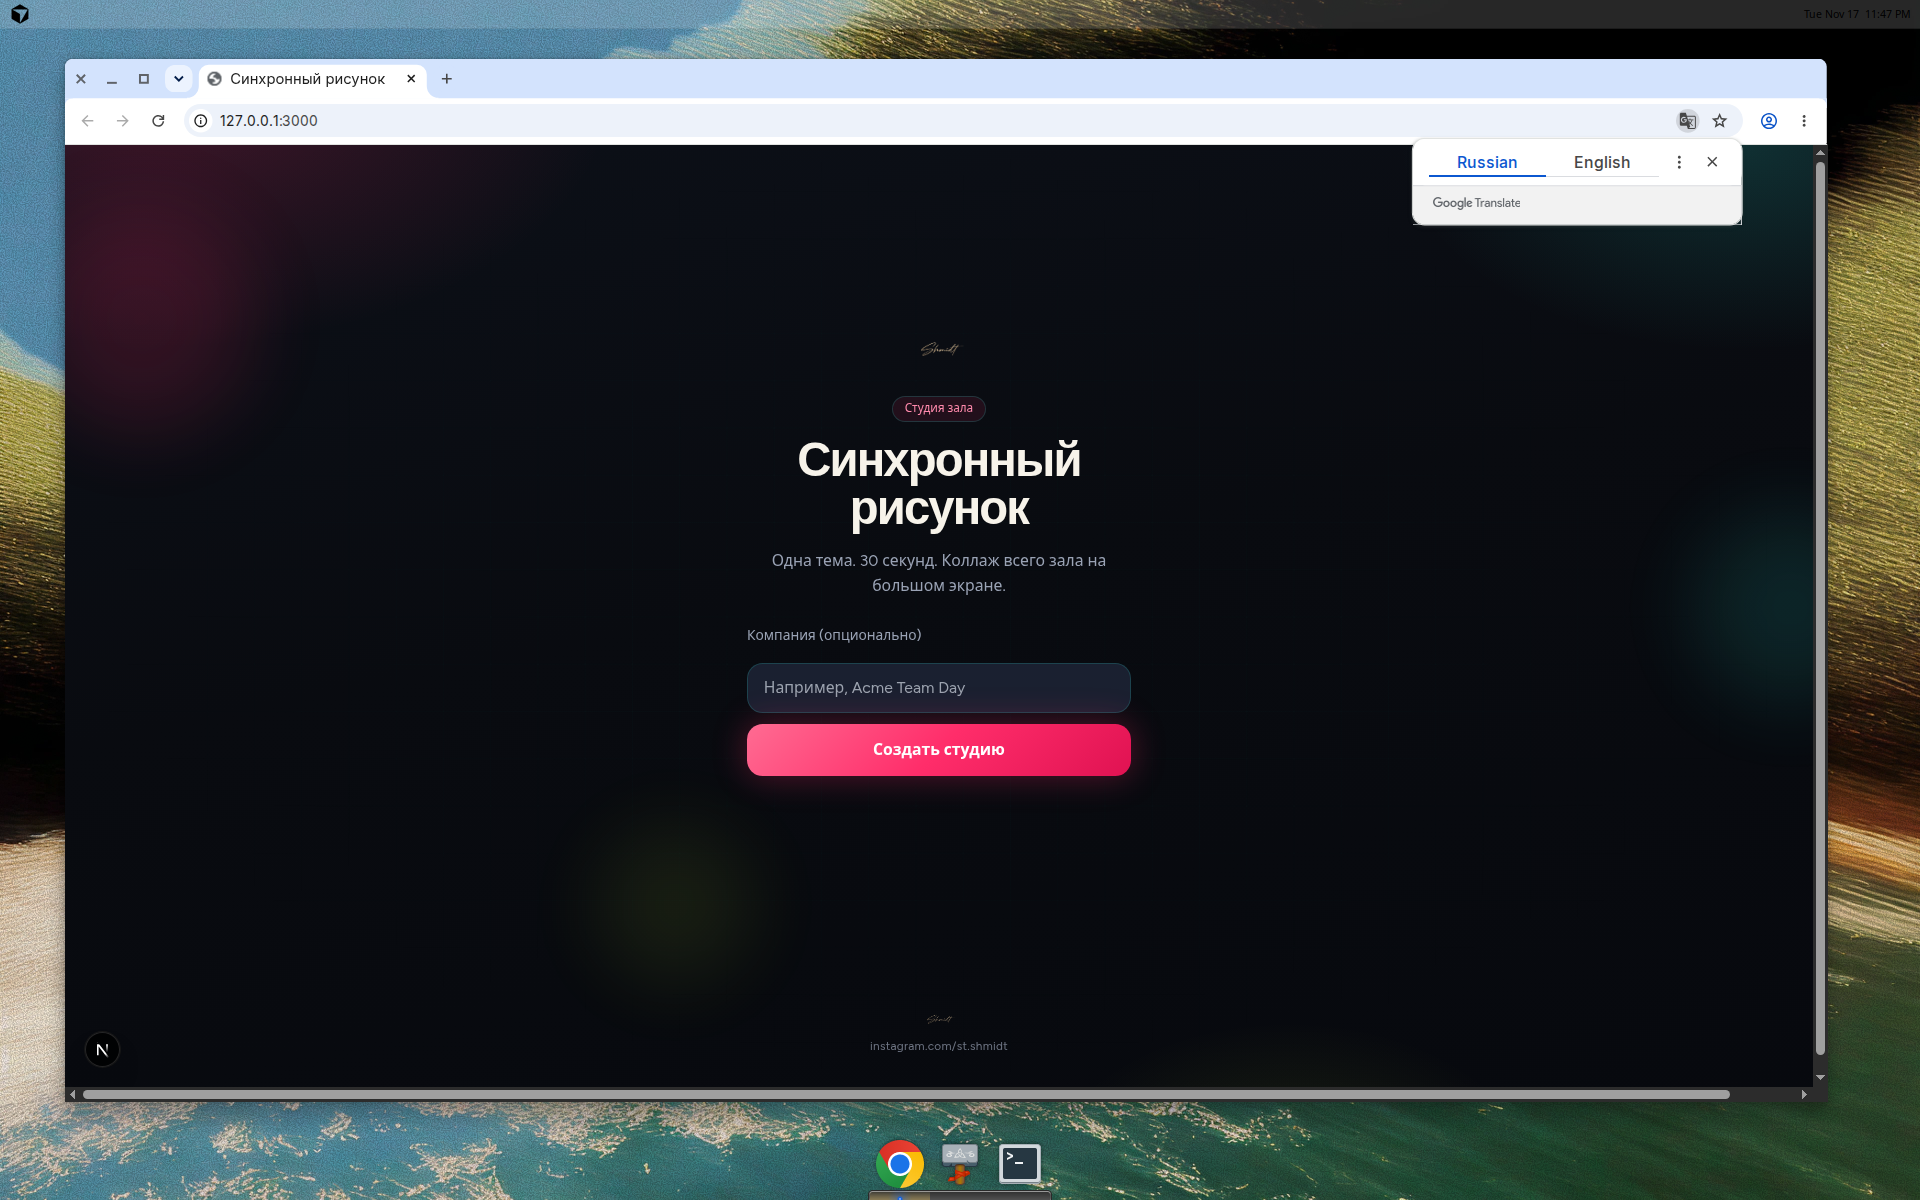 Tue Nov 17 11:47 PM
Синхронный рисунок
127.0.0.1:3000
Russian English
Google Translate
Shmidt
Студия зала
Синхронный
рисунок
Одна тема. 30 секунд. Коллаж всего зала на
большом экране.
Компания (опционально)
Например, Acme Team Day
Создать студию
Shmidt
instagram.com/st.shmidt
N
>_